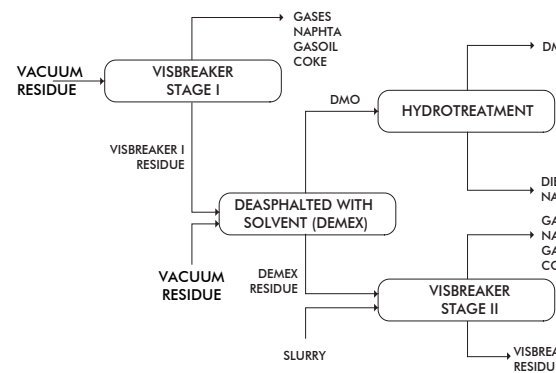 GASES
NAPHTA
GASOIL
COKE
VACUUM
RESIDUE
VISBREAKER
STAGE I
DMO
HYDROTREATMENT
VISBREAKER I
RESIDUE
DEASPHALTED WITH
SOLVENT (DEMEX)
VACUUM
RESIDUE
DEMEX
RESIDUE
VISBREAKER
STAGE II
SLURRY